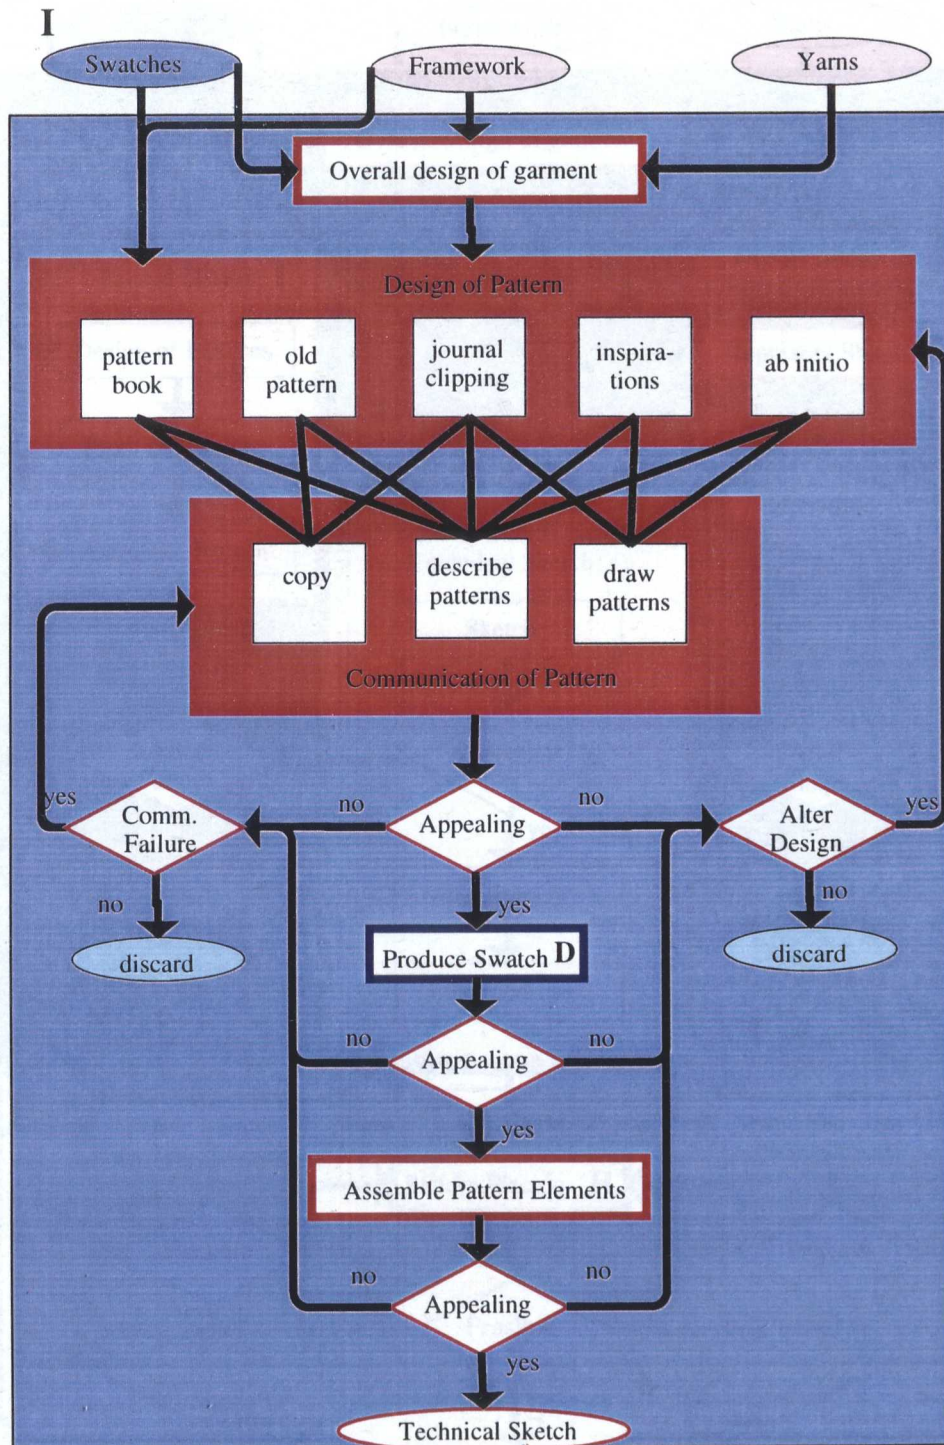 I
Swatches
Framework
Yarns
Overall design of garment
Design of Pattern
pattern
book
old
pattern
journal
clipping
inspira-
tions
ab initio
copy
describe
patterns
draw
patterns
Communication of Pattern
yes
Comm.
Failure
no
Appealing
no
Alter
Design
yes
no
discard
yes
no
discard
Produce Swatch D
no
Appealing
no
yes
Assemble Pattern Elements
no
Appealing
no
yes
Technical Sketch